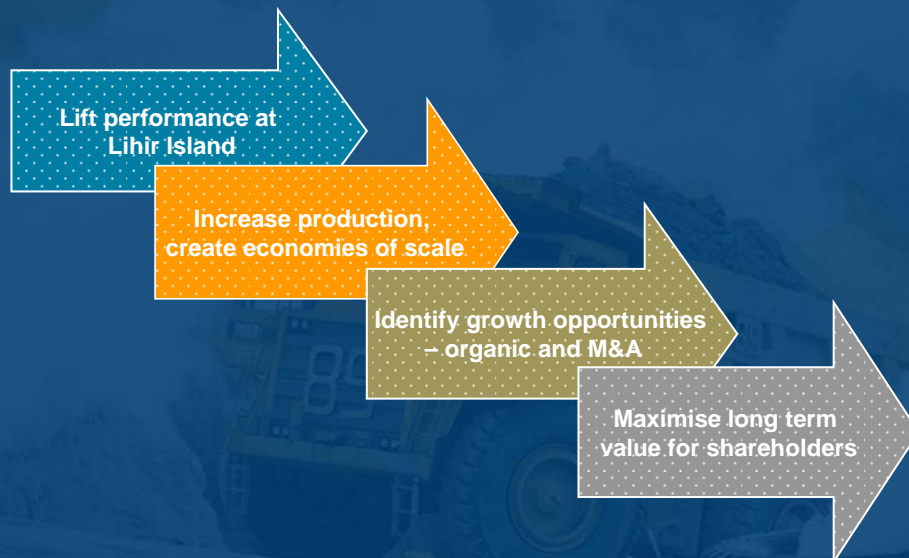 Lift performance at
Lihir Island
Increase production,
create economies of scale
Identify growth opportunities
– organic and M&A
Maximise long term
value for shareholders
89